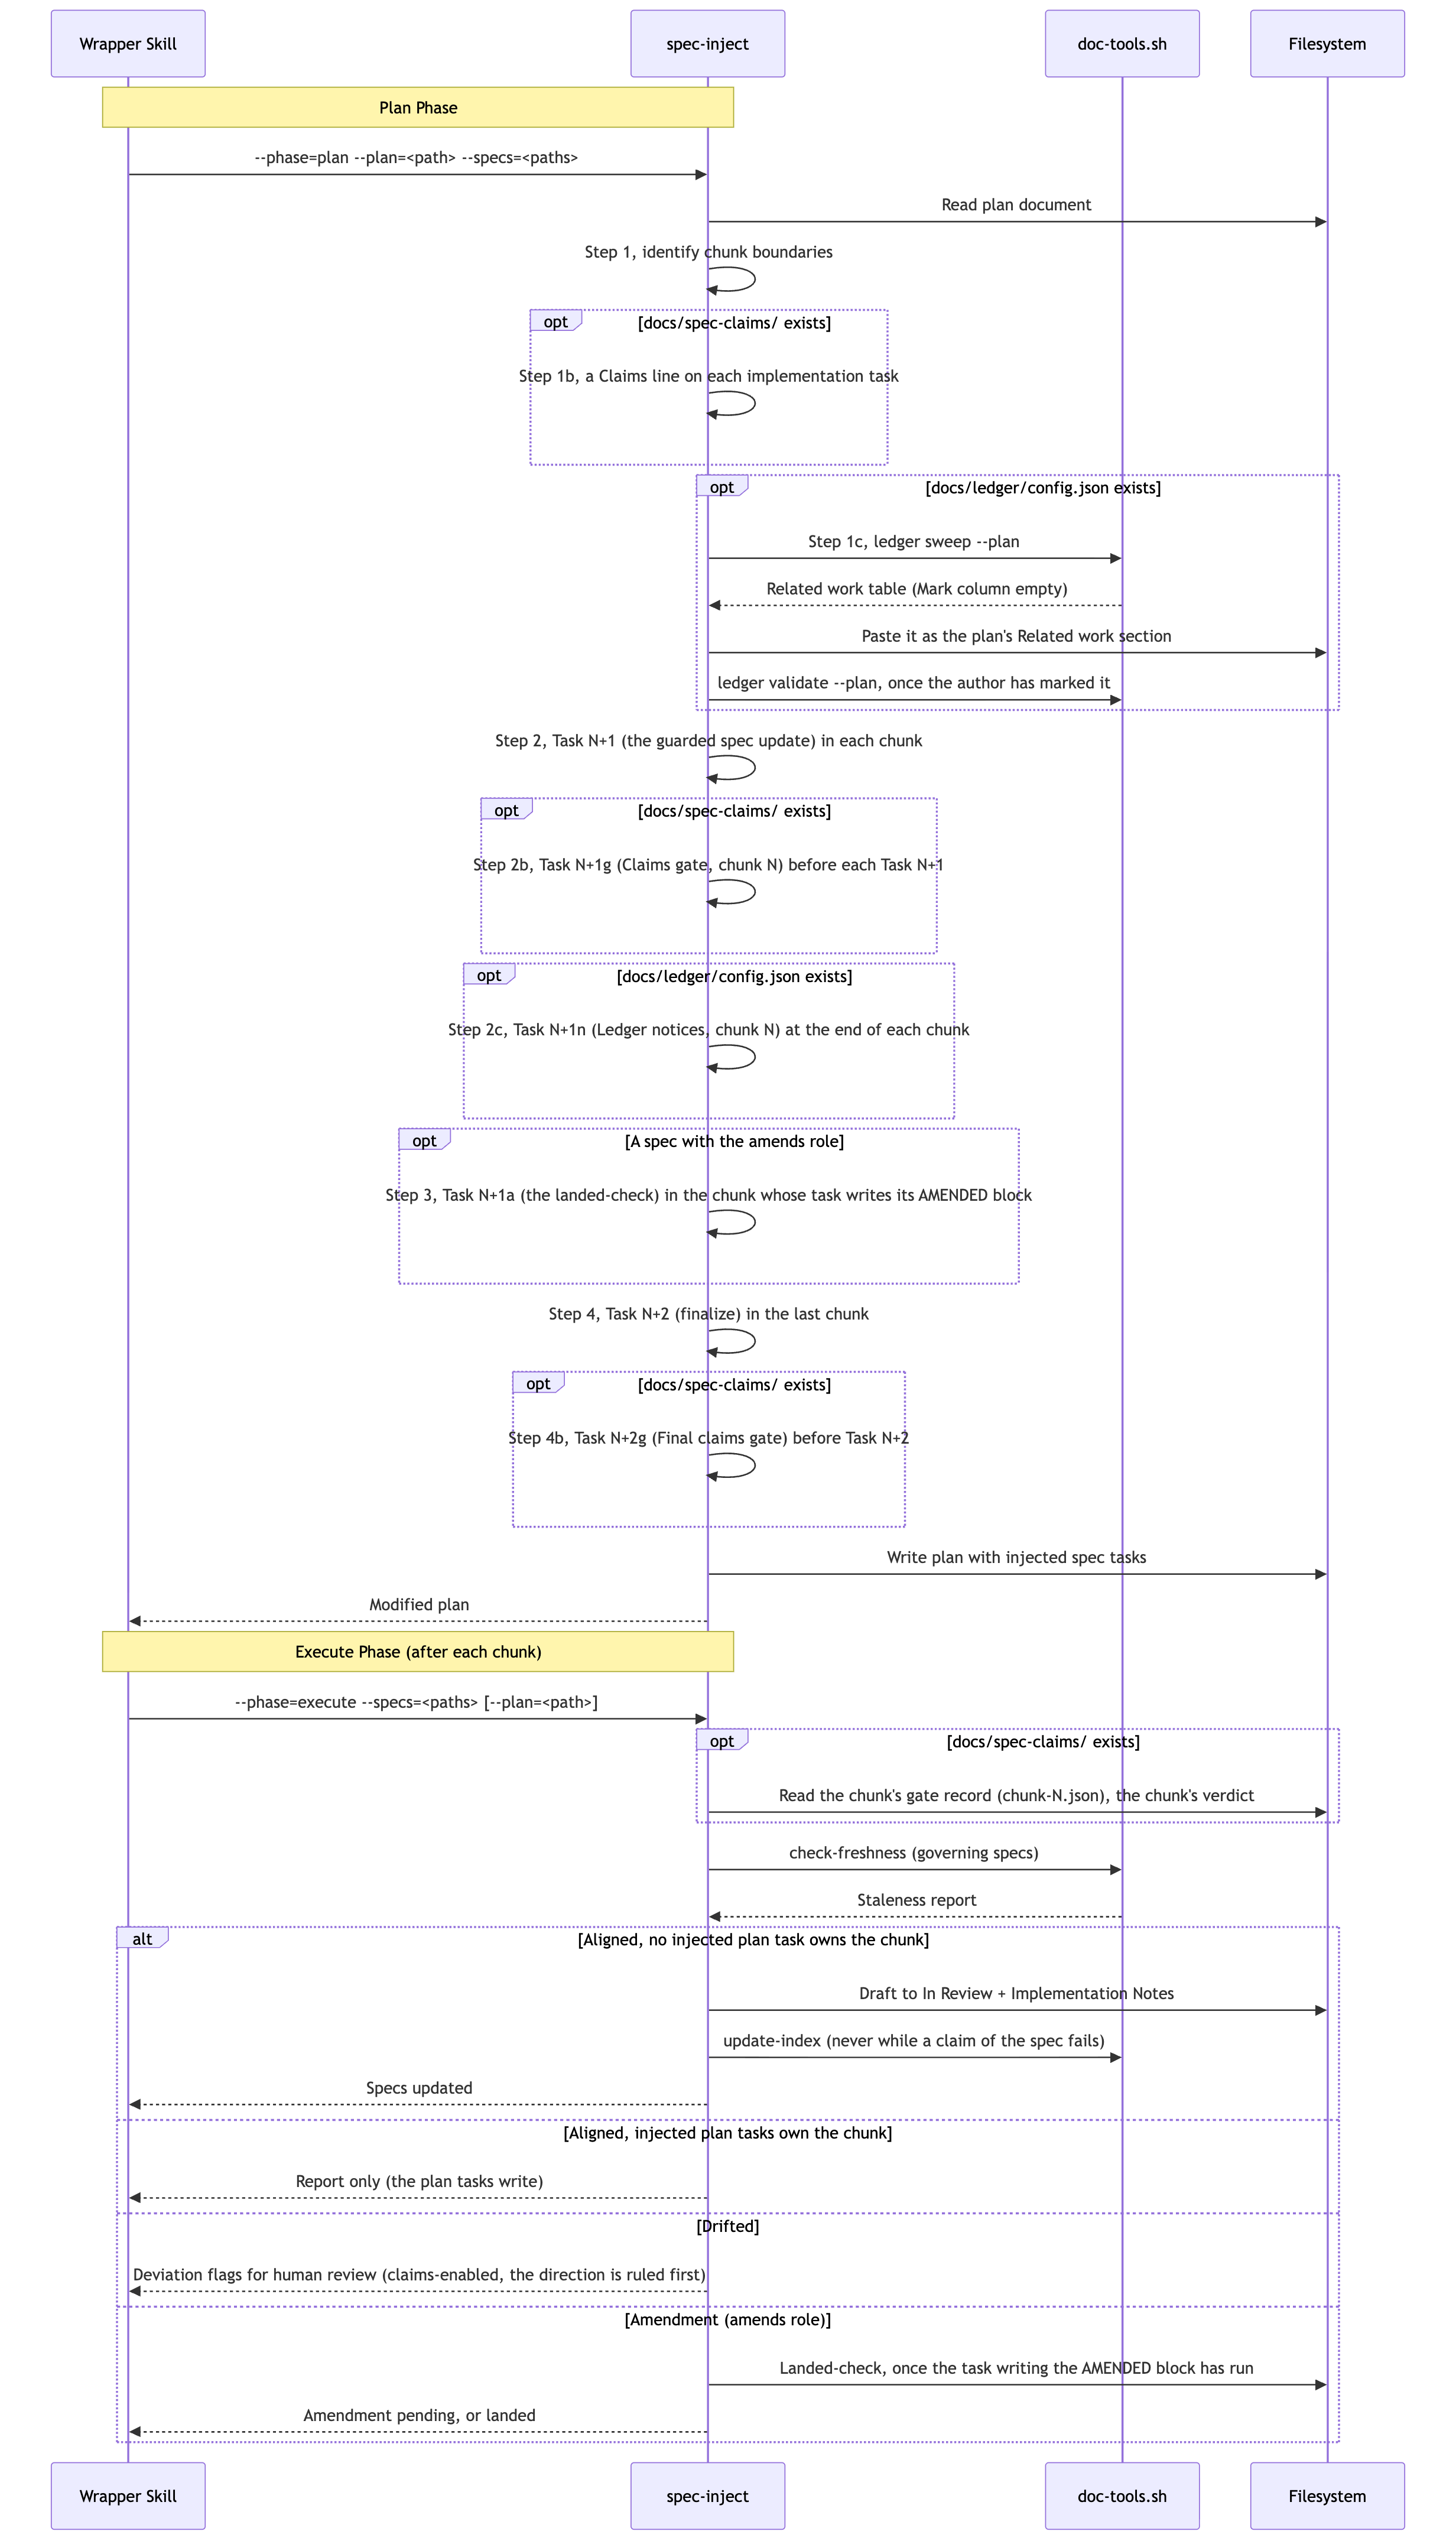 Wrapper Skill
spec-inject
doc-tools.sh
Filesystem
Plan Phase
--phase=plan --plan=<path> --specs=<paths>
Read plan document
Step 1, identify chunk boundaries
opt
[docs/spec-claims/ exists]
Step 1b, a Claims line on each implementation task
opt
[docs/ledger/config.json exists]
Step 1c, ledger sweep --plan
Related work table (Mark column empty)
Paste it as the plan's Related work section
ledger validate --plan, once the author has marked it
Step 2, Task N+1 (the guarded spec update) in each chunk
opt
[docs/spec-claims/ exists]
Step 2b, Task N+1g (Claims gate, chunk N) before each Task N+1
opt
[docs/ledger/config.json exists]
Step 2c, Task N+1n (Ledger notices, chunk N) at the end of each chunk
opt
[A spec with the amends role]
Step 3, Task N+1a (the landed-check) in the chunk whose task writes its AMENDED block
Step 4, Task N+2 (finalize) in the last chunk
opt
[docs/spec-claims/ exists]
Step 4b, Task N+2g (Final claims gate) before Task N+2
Write plan with injected spec tasks
Modified plan
Execute Phase (after each chunk)
--phase=execute --specs=<paths> [--plan=<path>]
opt
[docs/spec-claims/ exists]
Read the chunk's gate record (chunk-N.json), the chunk's verdict
check-freshness (governing specs)
Staleness report
alt
[Aligned, no injected plan task owns the chunk]
Draft to In Review + Implementation Notes
update-index (never while a claim of the spec fails)
Specs updated
[Aligned, injected plan tasks own the chunk]
Report only (the plan tasks write)
[Drifted]
Deviation flags for human review (claims-enabled, the direction is ruled first)
[Amendment (amends role)]
Landed-check, once the task writing the AMENDED block has run
Amendment pending, or landed
Wrapper Skill
spec-inject
doc-tools.sh
Filesystem